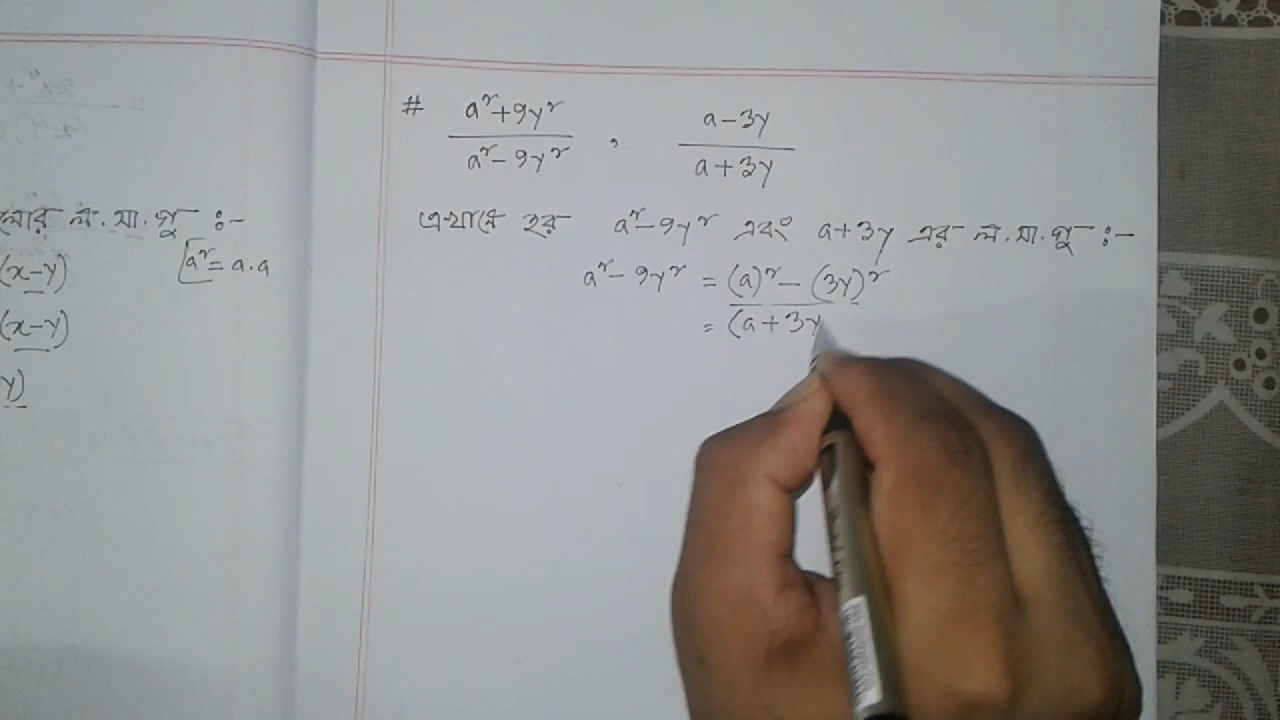 ল. সা. গু :-
(x-y)
[a² = a.a
(x-y)
y)
# a²+9y² / a²-9y² , a-3y / a+3y
এখানে হর a²-9y² এবং a+3y এর ল.সা.গু :-
a²-9y² = (a)² - (3y)²
= (a+3y